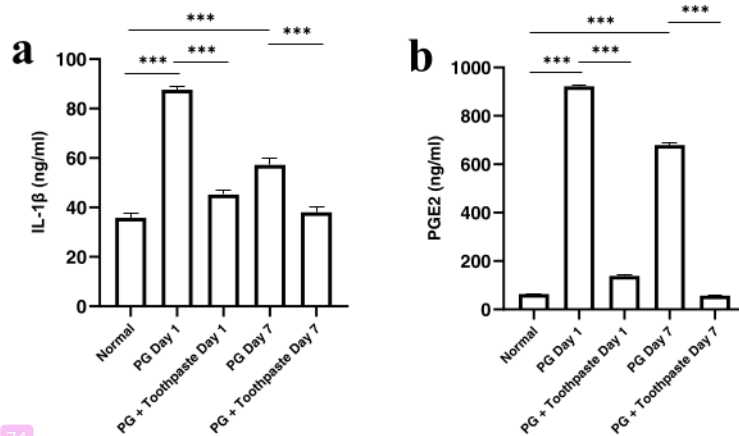 a
***
***
***
***
IL-1β (ng/ml)
100
80
60
40
20
0
Normal
PG Day 1
PG + Toothpaste Day 1
PG Day 7
PG + Toothpaste Day 7
b
***
***
***
***
PGE2 (ng/ml)
1000
800
600
400
200
0
Normal
PG Day 1
PG + Toothpaste Day 1
PG Day 7
PG + Toothpaste Day 7
74